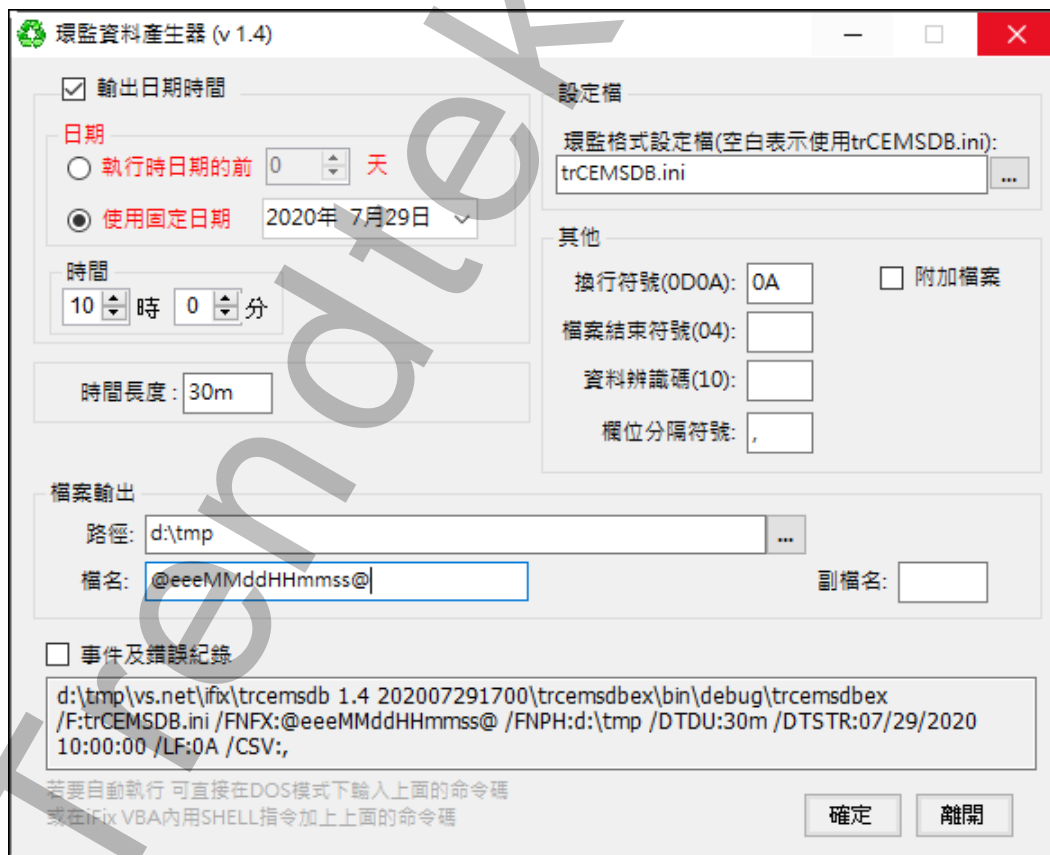 環監資料產生器 (v 1.4)
輸出日期時間
日期
執行時日期的前 0 天
使用固定日期 2020年 7月29日
時間
10 時 0 分
時間長度 : 30m
設定檔
環監格式設定檔(空白表示使用trCEMSDB.ini):
trCEMSDB.ini ...
其他
換行符號(0D0A): 0A
附加檔案
檔案結束符號(04):
資料辨識碼(10):
欄位分隔符號: ,
檔案輸出
路徑: d:\tmp ...
檔名: @eeeMMddHHmmss@
副檔名:
事件及錯誤紀錄
d:\tmp\vs.net\ifix\trcemsdb 1.4 202007291700\trcemsdbex\bin\debug\trcemsdbex
/F:trCEMSDB.ini /FNFX:@eeeMMddHHmmss@ /FNPH:d:\tmp /DTDU:30m /DTSTR:07/29/2020
10:00:00 /LF:0A /CSV:,
若要自動執行 可直接在DOS模式下輸入上面的命令碼
或在iFix VBA內用SHELL指令加上上面的命令碼
確定 離開
Trendtek